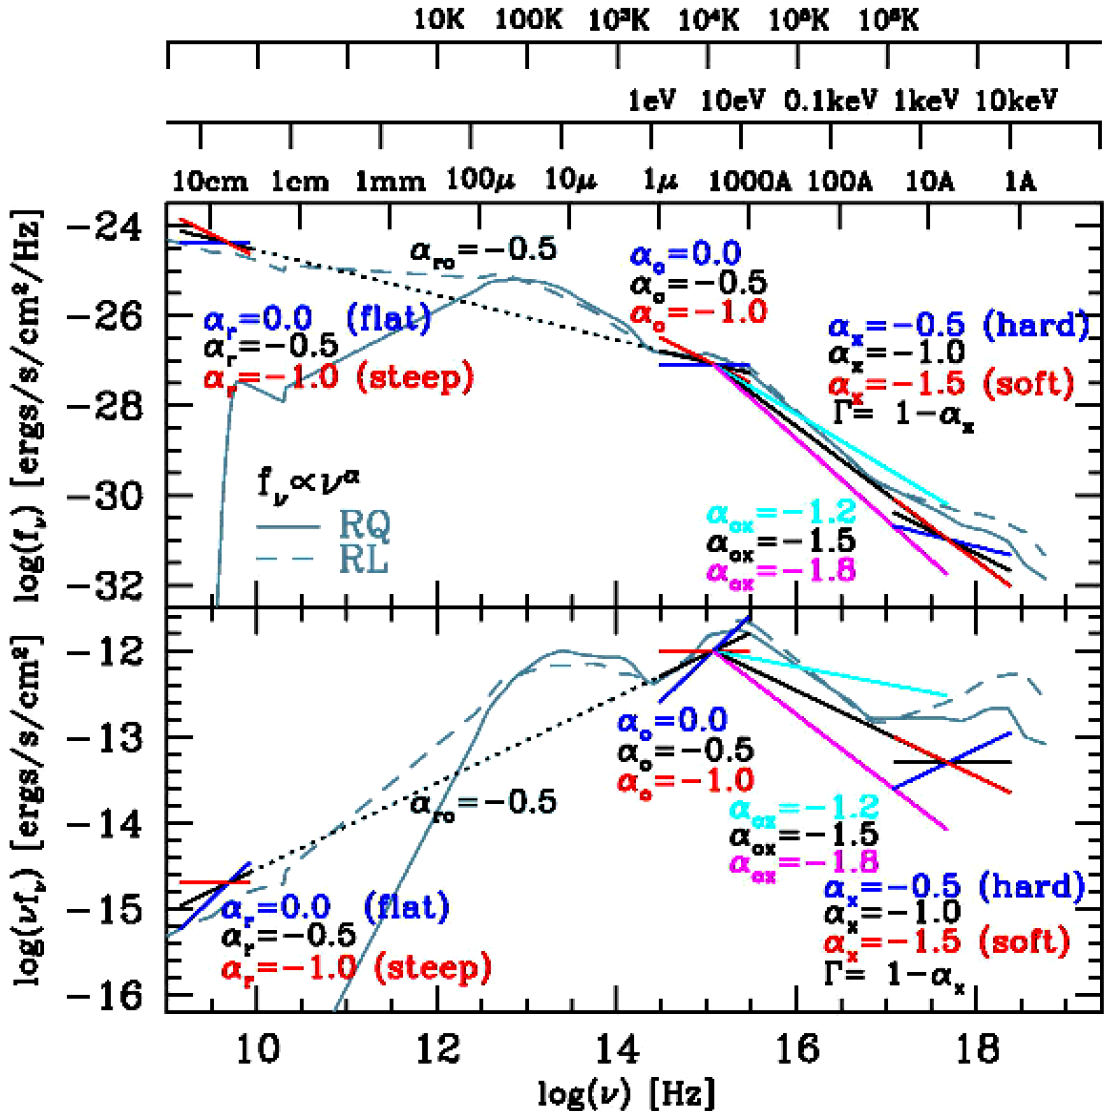 10K 100K 10³K 10⁴K 10⁵K 10⁶K
1eV 10eV 0.1keV 1keV 10keV
10cm 1cm 1mm 100μ 10μ 1μ 1000A 100A 10A 1A
log(fν) [ergs/s/cm²/Hz]
−24
−26
−28
−30
−32
αro=−0.5
αo=0.0
αo=−0.5
αo=−1.0
αr=0.0 (flat)
αr=−0.5
αr=−1.0 (steep)
αx=−0.5 (hard)
αx=−1.0
αx=−1.5 (soft)
Γ= 1−αx
fν∝να
RQ
RL
αox=−1.2
αox=−1.5
αox=−1.8
log(νfν) [ergs/s/cm²]
−12
−13
−14
−15
−16
αo=0.0
αo=−0.5
αo=−1.0
αro=−0.5
αox=−1.2
αox=−1.5
αox=−1.8
αr=0.0 (flat)
αr=−0.5
αr=−1.0 (steep)
αx=−0.5 (hard)
αx=−1.0
αx=−1.5 (soft)
Γ= 1−αx
10 12 14 16 18
log(ν) [Hz]